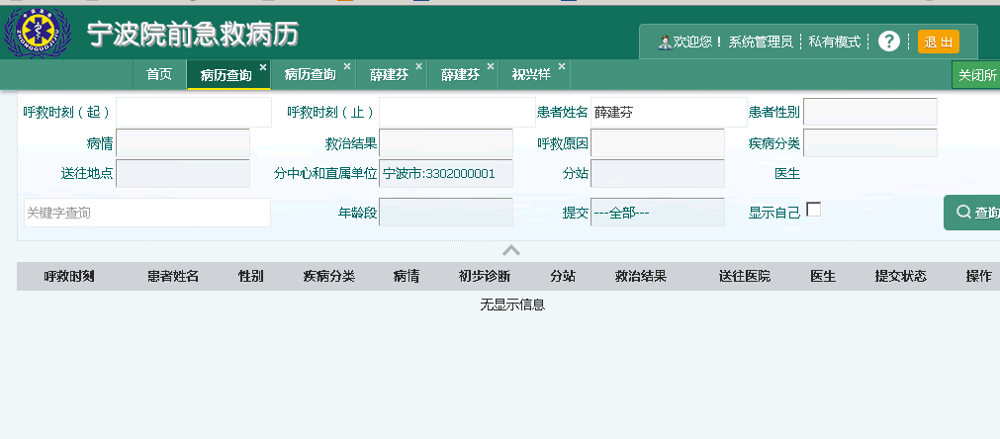 宁波院前急救病历
欢迎您！ 系统管理员 私有模式 ? 退出
首页 病历查询 病历查询 薛建芬 薛建芬 祝兴样 关闭所
呼救时刻（起） 呼救时刻（止） 患者姓名 薛建芬 患者性别
病情 救治结果 呼救原因 疾病分类
送往地点 分中心和直属单位 宁波市:3302000001 分站 医生
关键字查询 年龄段 提交 ---全部--- 显示自己 查询
呼救时刻 患者姓名 性别 疾病分类 病情 初步诊断 分站 救治结果 送往医院 医生 提交状态 操作
无显示信息